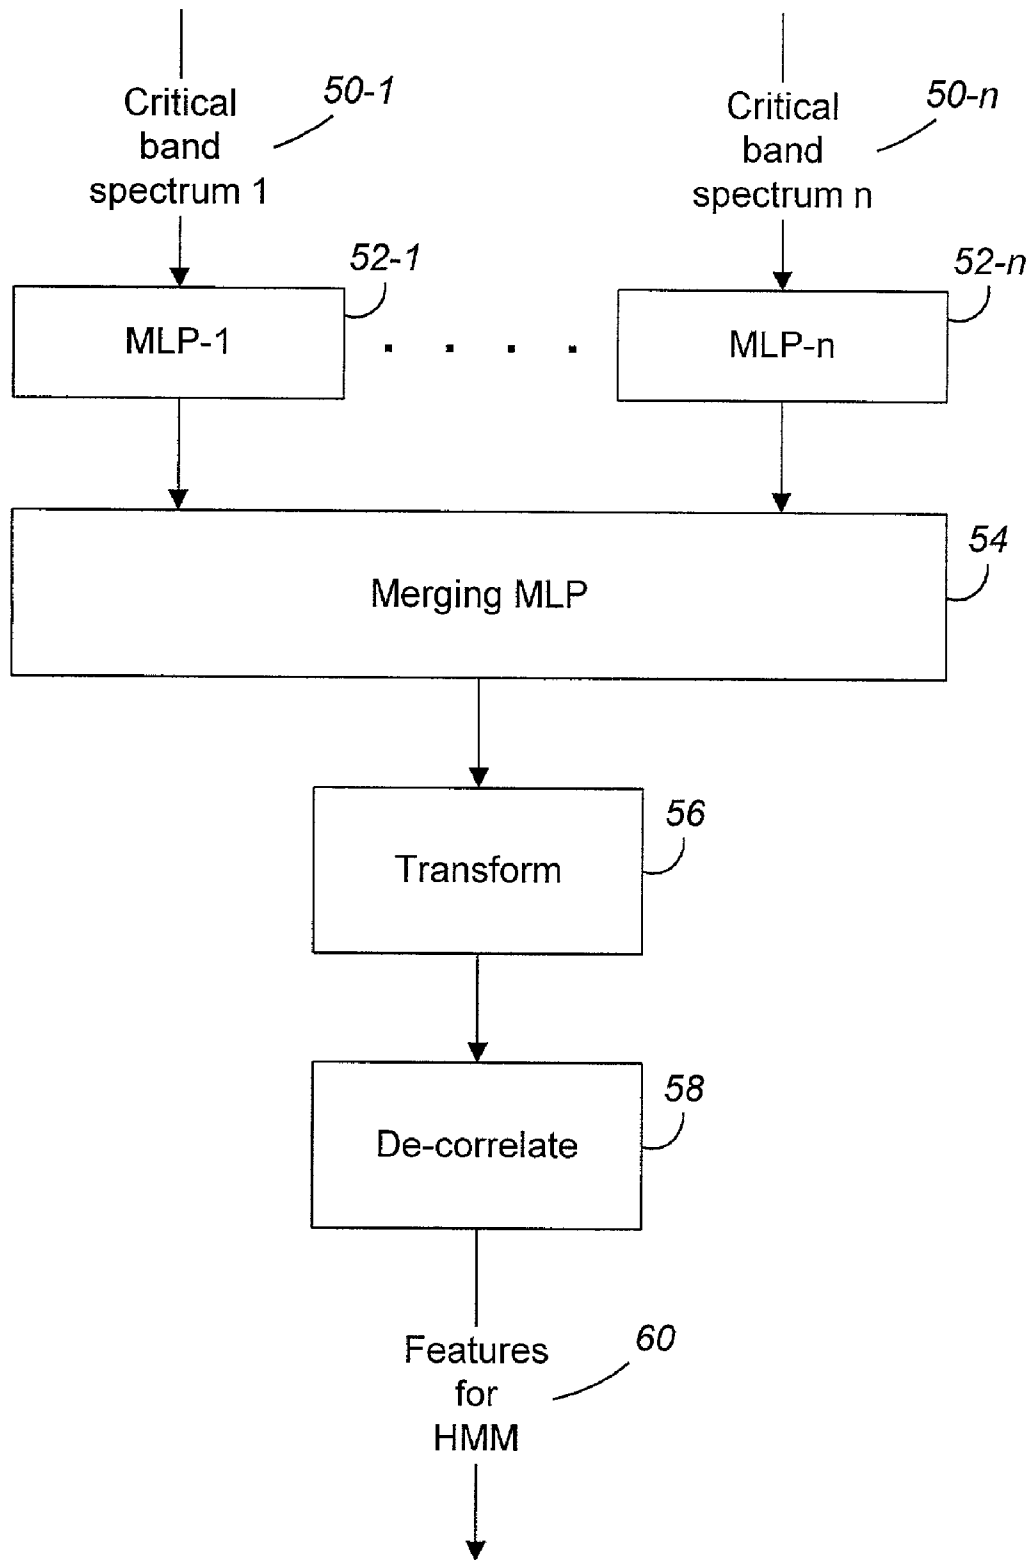 Critical
band
spectrum 1
50-1
Critical
band
spectrum n
50-n
52-1
MLP-1
. . . .
52-n
MLP-n
54
Merging MLP
56
Transform
58
De-correlate
Features
for
HMM
60